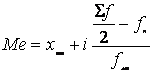 Me = x + i (Σf/2 − f) / f